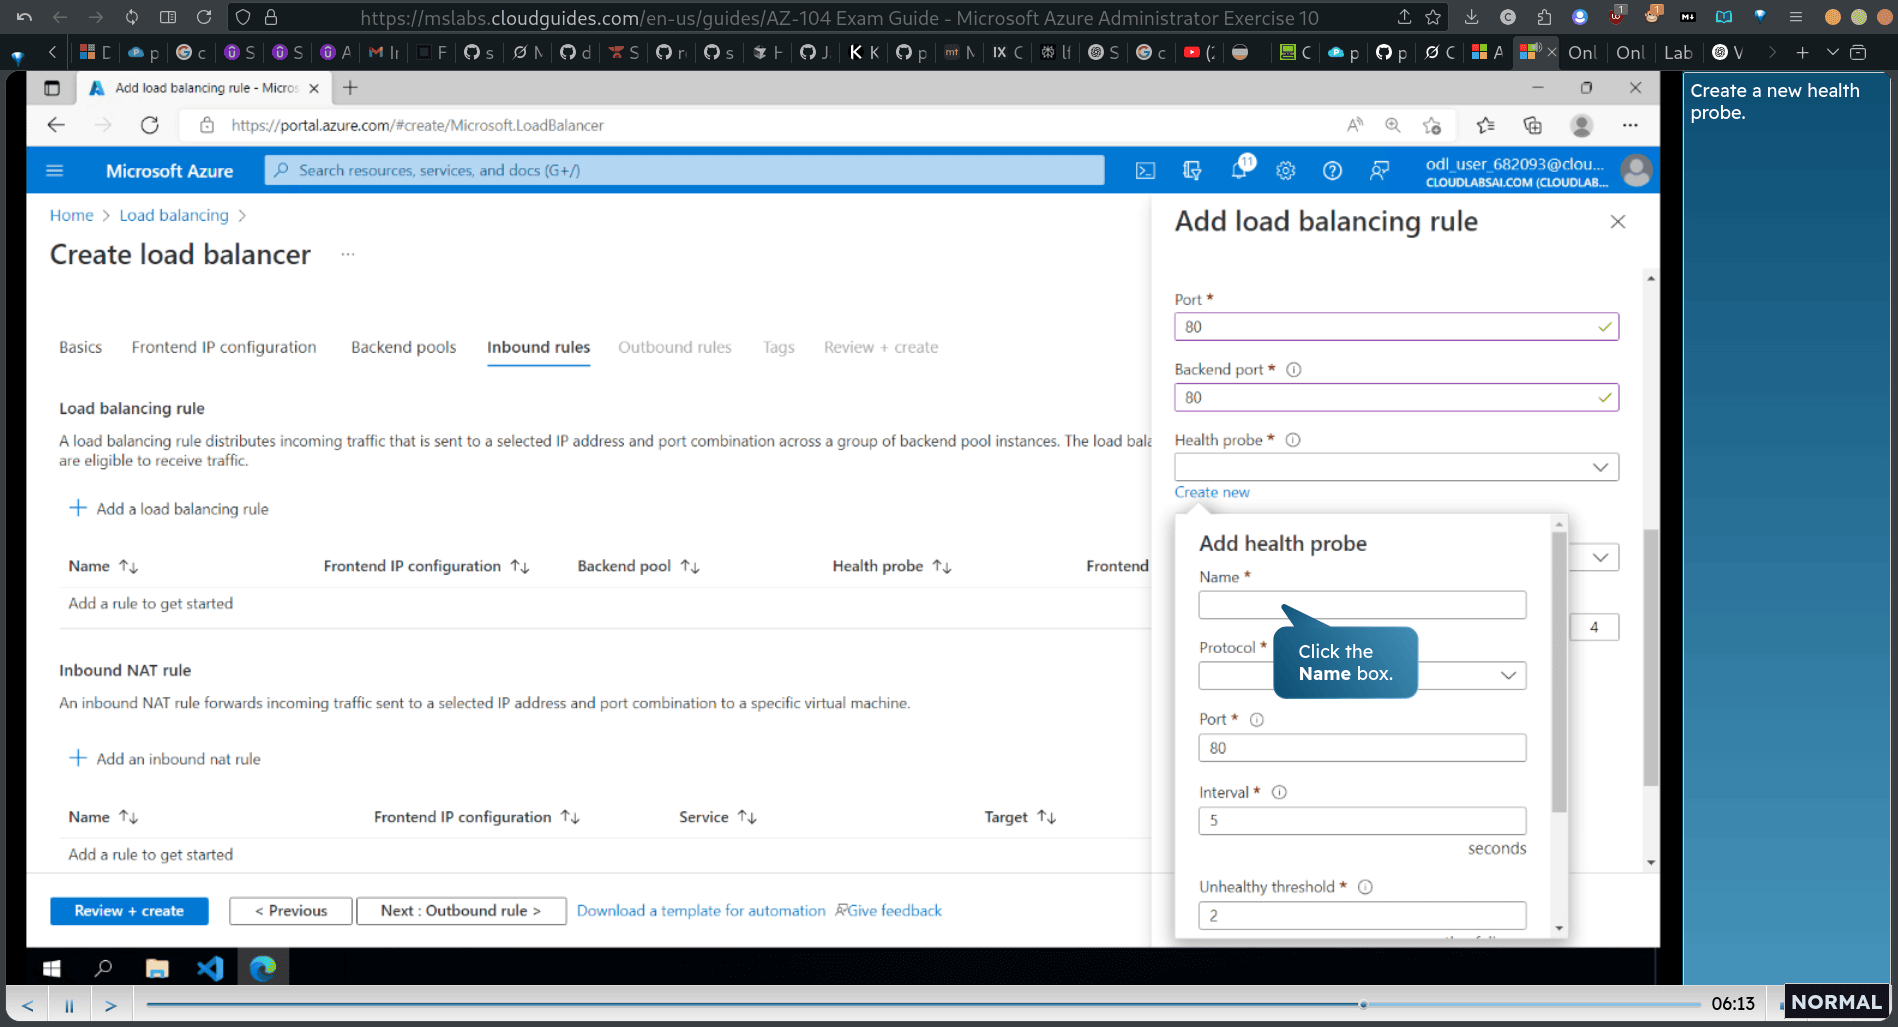 https://mslabs.cloudguides.com/en-us/guides/AZ-104 Exam Guide - Microsoft Azure Administrator Exercise 10
1
1
Onl
Onl
Lab
Add load balancing rule - Micros
https://portal.azure.com/#create/Microsoft.LoadBalancer
Microsoft Azure
Search resources, services, and docs (G+/)
11
odl_user_682093@clou...
CLOUDLABSAI.COM (CLOUDLAB...
Home > Load balancing >
Create load balancer ...
Basics
Frontend IP configuration
Backend pools
Inbound rules
Outbound rules
Tags
Review + create
Load balancing rule
A load balancing rule distributes incoming traffic that is sent to a selected IP address and port combination across a group of backend pool instances. The load bala
are eligible to receive traffic.
+ Add a load balancing rule
Name
Frontend IP configuration
Backend pool
Health probe
Frontend
Add a rule to get started
Inbound NAT rule
An inbound NAT rule forwards incoming traffic sent to a selected IP address and port combination to a specific virtual machine.
+ Add an inbound nat rule
Name
Frontend IP configuration
Service
Target
Add a rule to get started
Review + create
< Previous
Next : Outbound rule >
Download a template for automation
Give feedback
Add load balancing rule
Port *
80
Backend port *
80
Health probe *
Create new
4
Add health probe
Name *
Click the
Name box.
Protocol *
Port *
80
Interval *
5
seconds
Unhealthy threshold *
2
Create a new health
probe.
06:13
NORMAL